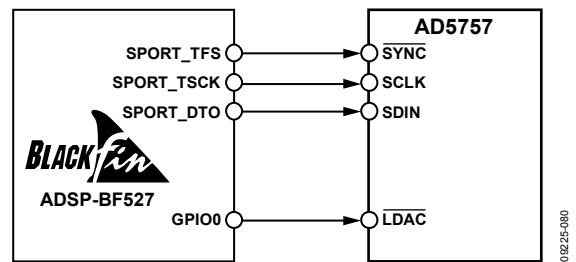 AD5757
SPORT_TFS
SYNC
SPORT_TSCK
SCLK
SPORT_DTO
SDIN
BLACKfin
ADSP-BF527
GPIO0
LDAC
09225-080